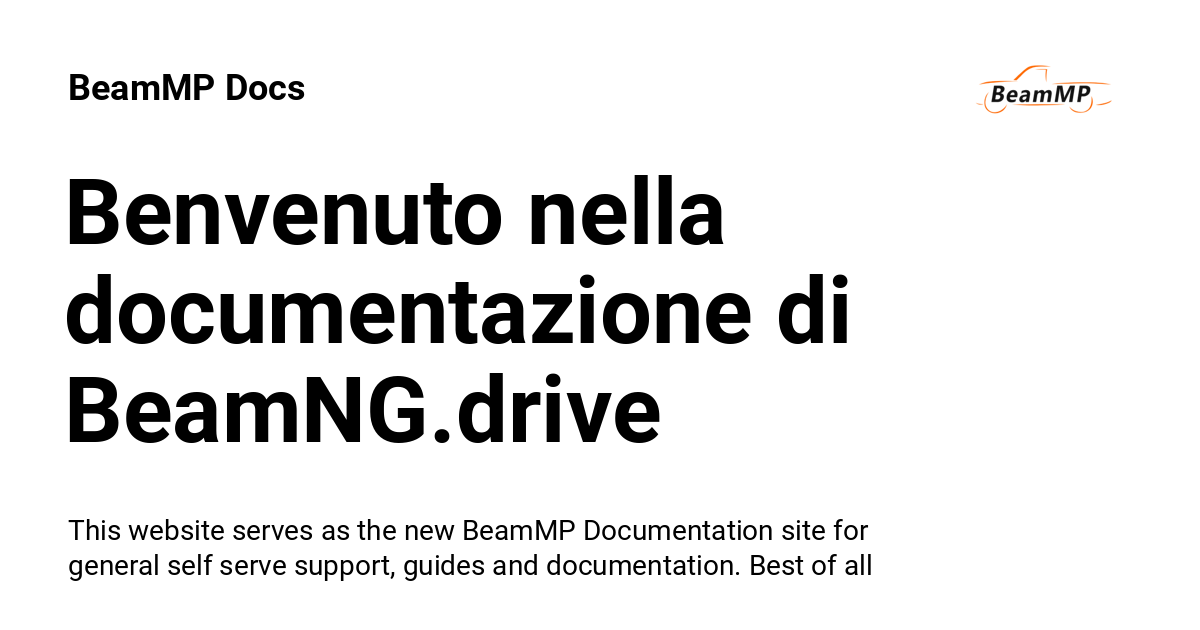 BeamMP Docs
BeamMP
Benvenuto nella
documentazione di
BeamNG.drive
This website serves as the new BeamMP Documentation site for
general self serve support, guides and documentation. Best of all